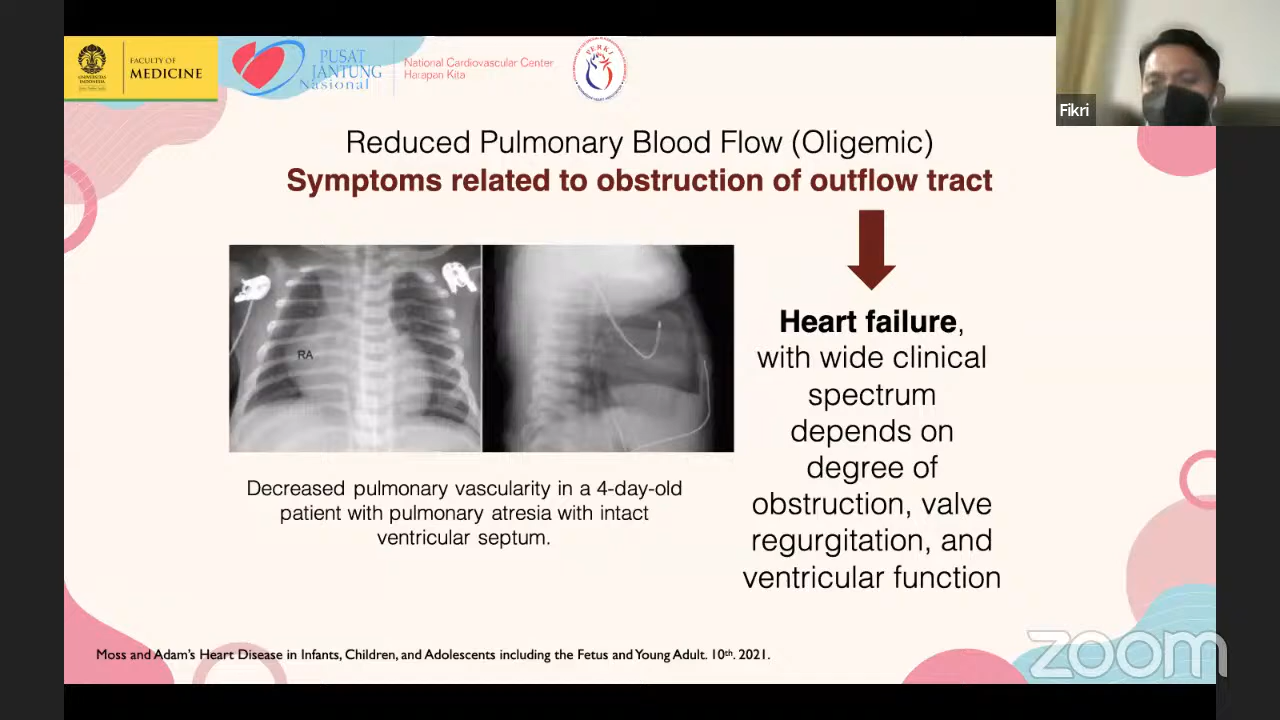 FACULTY OF
MEDICINE
UNIVERSITAS
INDONESIA
PUSAT
JANTUNG
Nasional
National Cardiovascular Center
Harapan Kita
PERKI
Fikri
Reduced Pulmonary Blood Flow (Oligemic)
Symptoms related to obstruction of outflow tract
RA
Heart failure,
with wide clinical
spectrum
depends on
degree of
obstruction, valve
regurgitation, and
ventricular function
Decreased pulmonary vascularity in a 4-day-old
patient with pulmonary atresia with intact
ventricular septum.
Moss and Adam's Heart Disease in Infants, Children, and Adolescents including the Fetus and Young Adult. 10th. 2021.
zoom